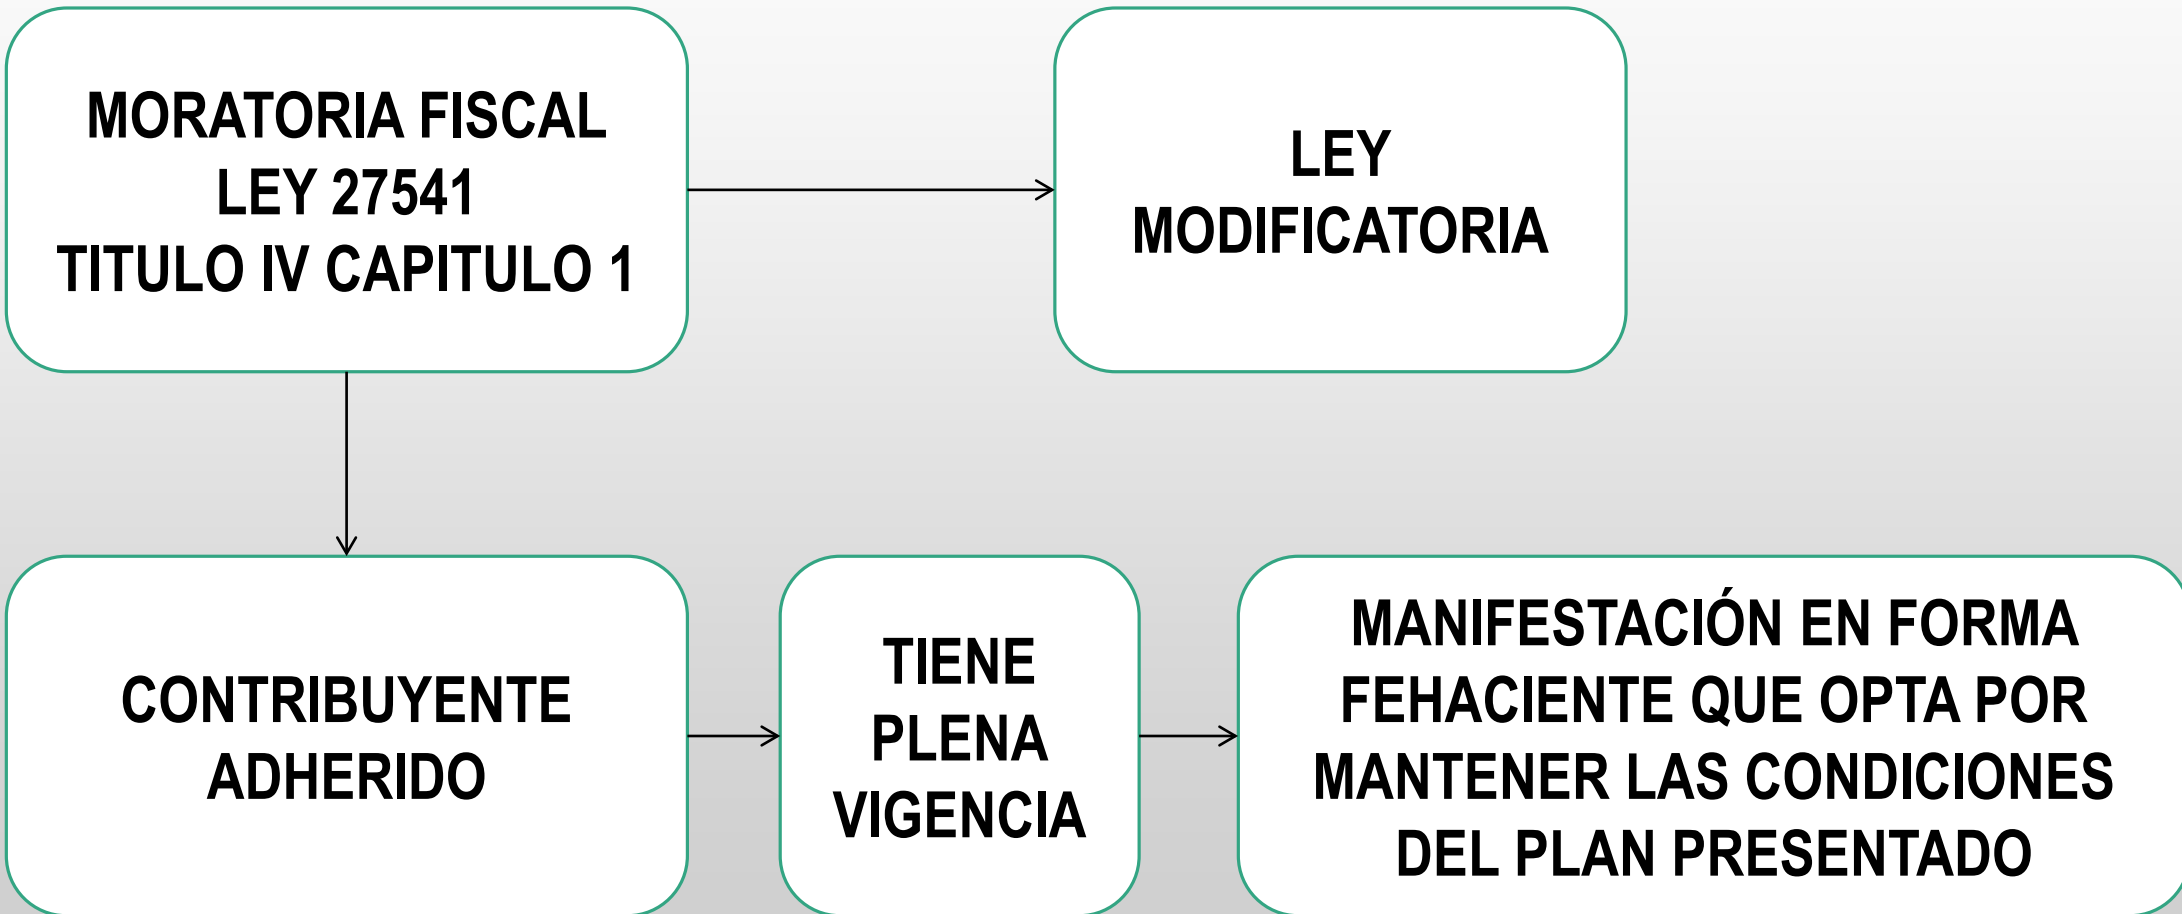 MORATORIA FISCAL
LEY 27541
TITULO IV CAPITULO 1
LEY
MODIFICATORIA
CONTRIBUYENTE
ADHERIDO
TIENE
PLENA
VIGENCIA
MANIFESTACIÓN EN FORMA
FEHACIENTE QUE OPTA POR
MANTENER LAS CONDICIONES
DEL PLAN PRESENTADO